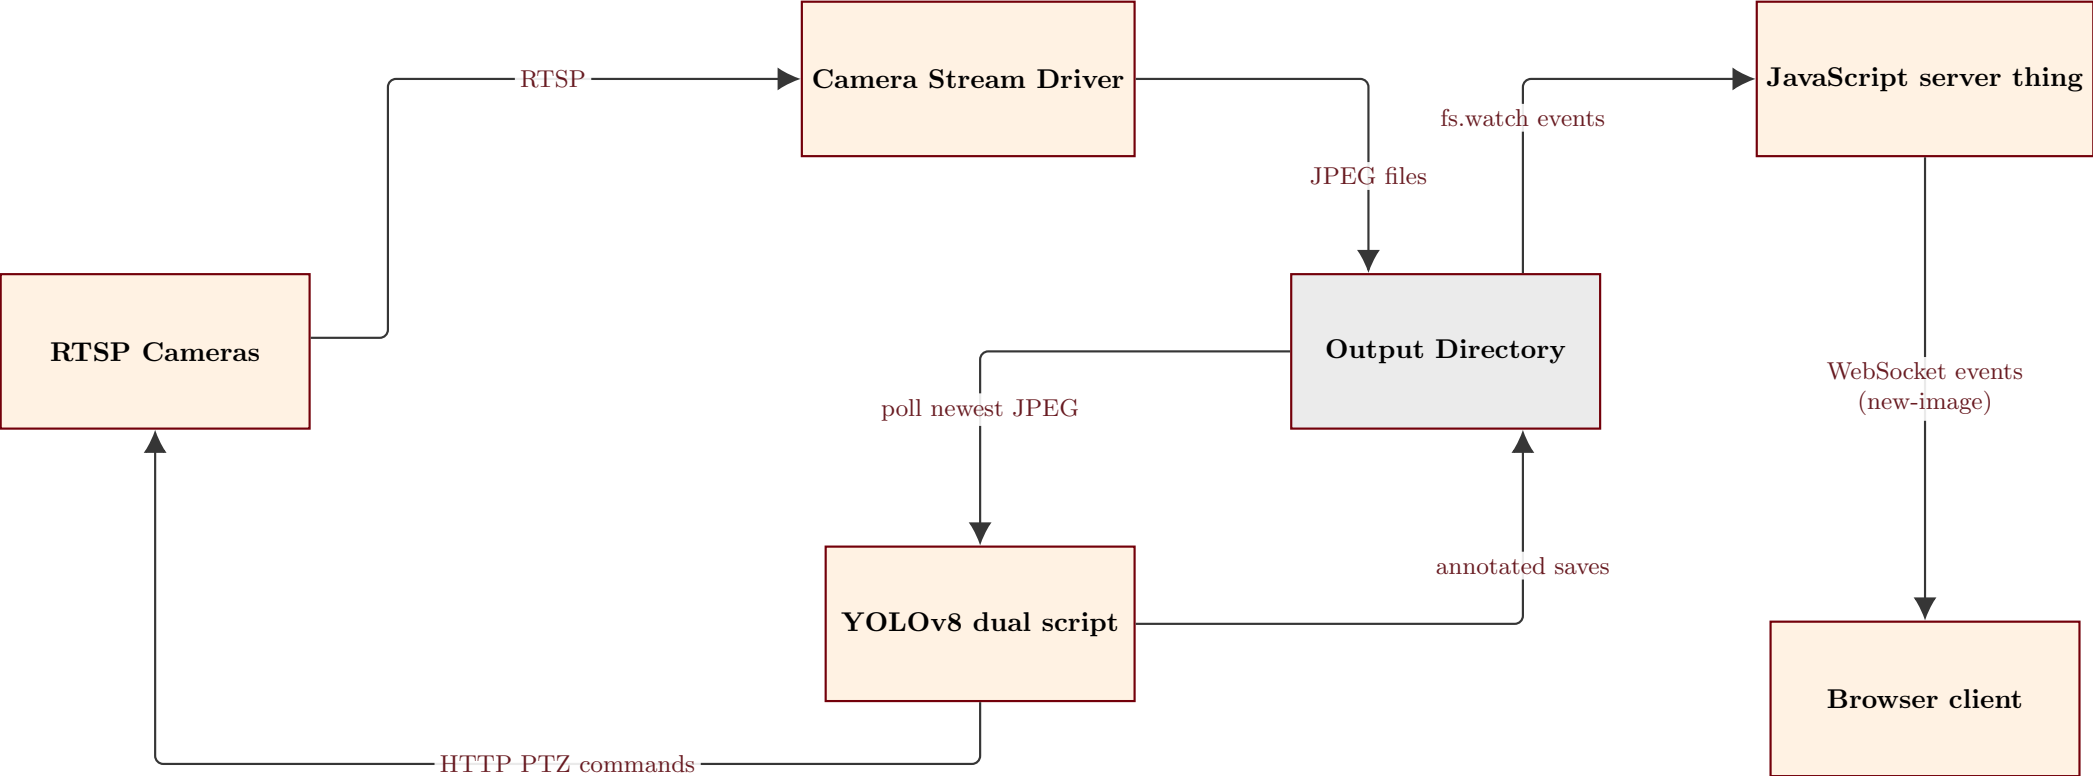 RTSP
Camera Stream Driver
JavaScript server thing
fs.watch events
JPEG files
RTSP Cameras
Output Directory
WebSocket events
(new-image)
poll newest JPEG
annotated saves
YOLOv8 dual script
Browser client
HTTP PTZ commands